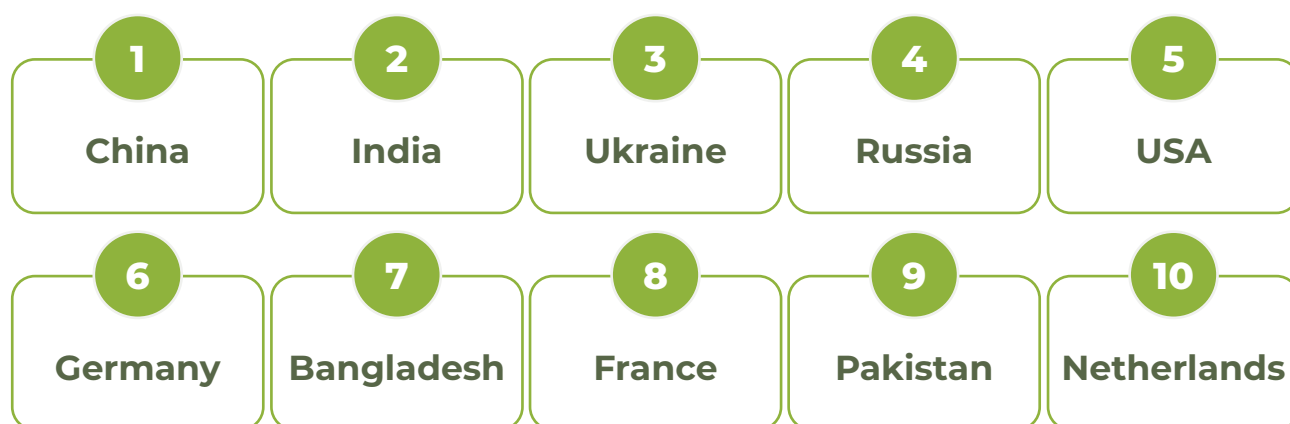 1 2 3 4 5
China India Ukraine Russia USA
6 7 8 9 10
Germany Bangladesh France Pakistan Netherlands